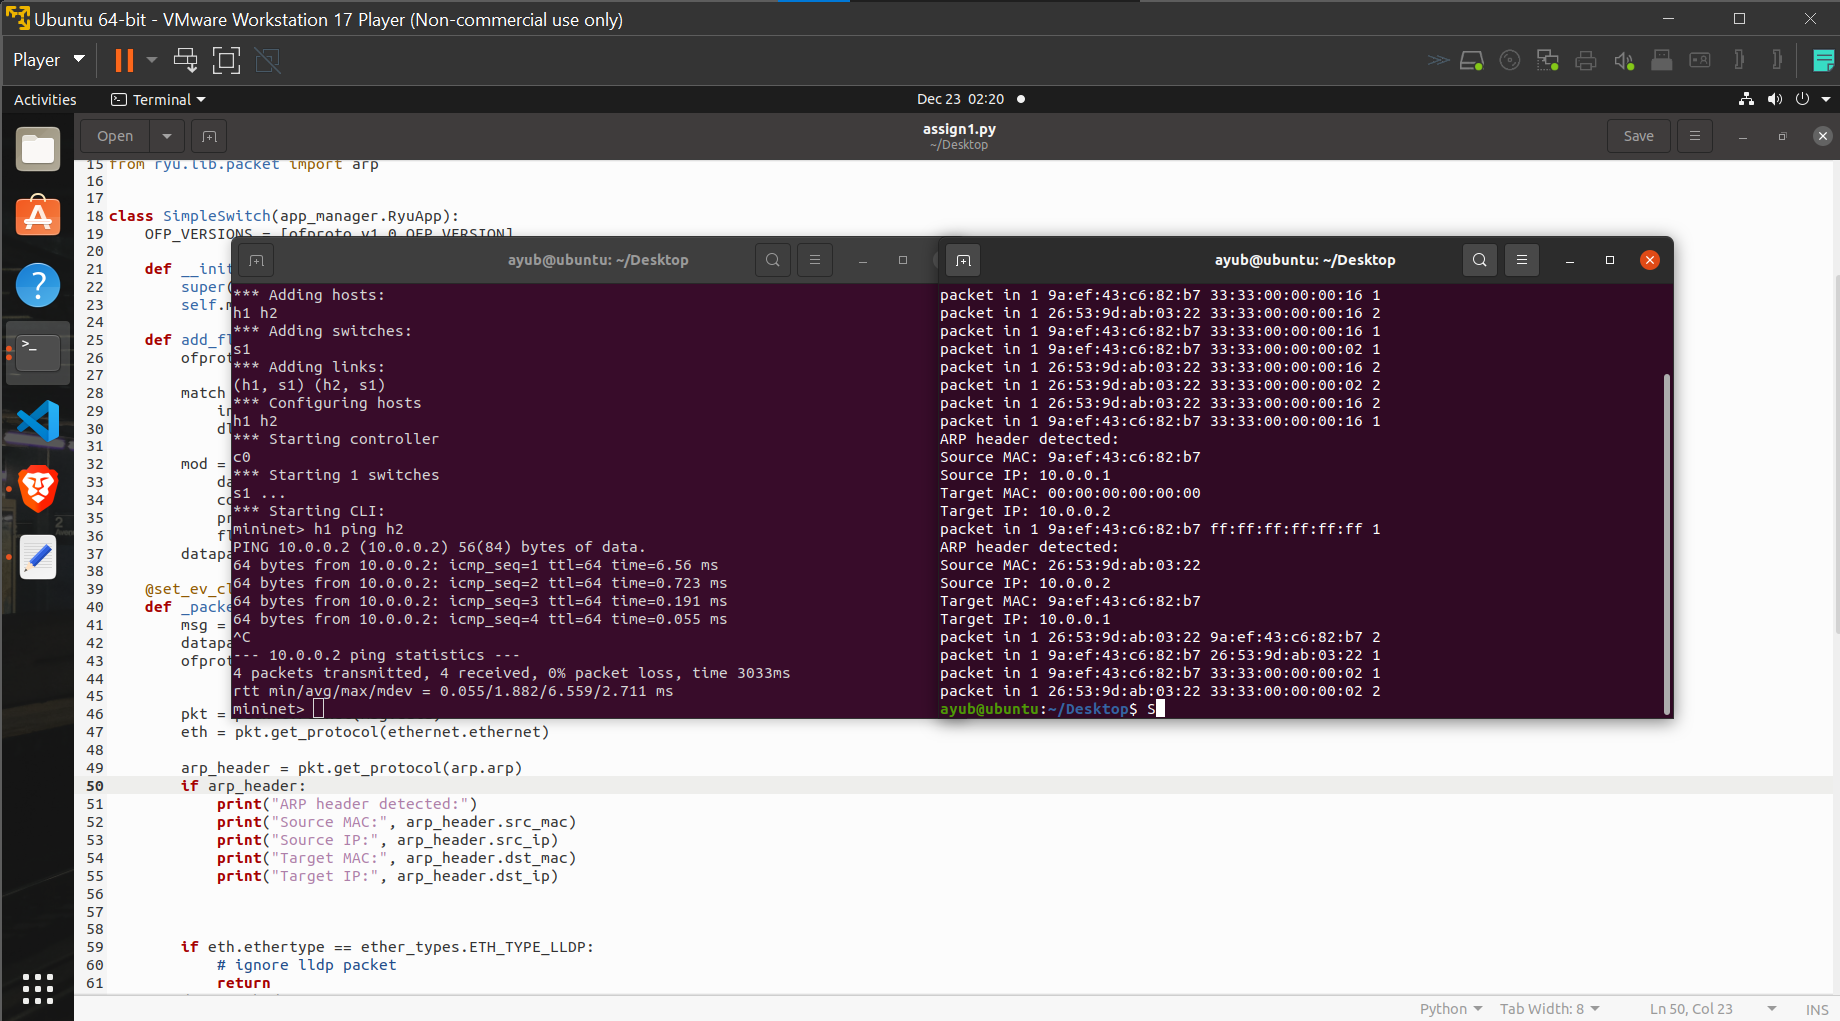 Ubuntu 64-bit - VMware Workstation 17 Player (Non-commercial use only)
Player
Activities
Terminal
Dec 23 02:20
Open
assign1.py
~/Desktop
Save
15 from ryu.lib.packet import arp
16
17
18 class SimpleSwitch(app_manager.RyuApp):
19 OFP_VERSIONS = [ofproto_v1_0.OFP_VERSION]
20
21 def __init
22 super(
23 self.m
24
25 def add_fl
26 ofprot
27
28 match
29 in
30 dl
31
32 mod =
33 da
34 co
35 pr
36 fl
37 datapa
38
39 @set_ev_cl
40 def _packe
41 msg =
42 datapa
43 ofprot
44
45
46 pkt =
47 eth = pkt.get_protocol(ethernet.ethernet)
48
49 arp_header = pkt.get_protocol(arp.arp)
50 if arp_header:
51 print("ARP header detected:")
52 print("Source MAC:", arp_header.src_mac)
53 print("Source IP:", arp_header.src_ip)
54 print("Target MAC:", arp_header.dst_mac)
55 print("Target IP:", arp_header.dst_ip)
56
57
58
59 if eth.ethertype == ether_types.ETH_TYPE_LLDP:
60 # ignore lldp packet
61 return
ayub@ubuntu: ~/Desktop
*** Adding hosts:
h1 h2
*** Adding switches:
s1
*** Adding links:
(h1, s1) (h2, s1)
*** Configuring hosts
h1 h2
*** Starting controller
c0
*** Starting 1 switches
s1 ...
*** Starting CLI:
mininet> h1 ping h2
PING 10.0.0.2 (10.0.0.2) 56(84) bytes of data.
64 bytes from 10.0.0.2: icmp_seq=1 ttl=64 time=6.56 ms
64 bytes from 10.0.0.2: icmp_seq=2 ttl=64 time=0.723 ms
64 bytes from 10.0.0.2: icmp_seq=3 ttl=64 time=0.191 ms
64 bytes from 10.0.0.2: icmp_seq=4 ttl=64 time=0.055 ms
^C
--- 10.0.0.2 ping statistics ---
4 packets transmitted, 4 received, 0% packet loss, time 3033ms
rtt min/avg/max/mdev = 0.055/1.882/6.559/2.711 ms
mininet>
ayub@ubuntu: ~/Desktop
packet in 1 9a:ef:43:c6:82:b7 33:33:00:00:00:16 1
packet in 1 26:53:9d:ab:03:22 33:33:00:00:00:16 2
packet in 1 9a:ef:43:c6:82:b7 33:33:00:00:00:16 1
packet in 1 9a:ef:43:c6:82:b7 33:33:00:00:00:02 1
packet in 1 26:53:9d:ab:03:22 33:33:00:00:00:16 2
packet in 1 26:53:9d:ab:03:22 33:33:00:00:00:02 2
packet in 1 26:53:9d:ab:03:22 33:33:00:00:00:16 2
packet in 1 9a:ef:43:c6:82:b7 33:33:00:00:00:16 1
ARP header detected:
Source MAC: 9a:ef:43:c6:82:b7
Source IP: 10.0.0.1
Target MAC: 00:00:00:00:00:00
Target IP: 10.0.0.2
packet in 1 9a:ef:43:c6:82:b7 ff:ff:ff:ff:ff:ff 1
ARP header detected:
Source MAC: 26:53:9d:ab:03:22
Source IP: 10.0.0.2
Target MAC: 9a:ef:43:c6:82:b7
Target IP: 10.0.0.1
packet in 1 26:53:9d:ab:03:22 9a:ef:43:c6:82:b7 2
packet in 1 9a:ef:43:c6:82:b7 26:53:9d:ab:03:22 1
packet in 1 9a:ef:43:c6:82:b7 33:33:00:00:00:02 1
packet in 1 26:53:9d:ab:03:22 33:33:00:00:00:02 2
ayub@ubuntu:~/Desktop$ S
Python
Tab Width: 8
Ln 50, Col 23
INS